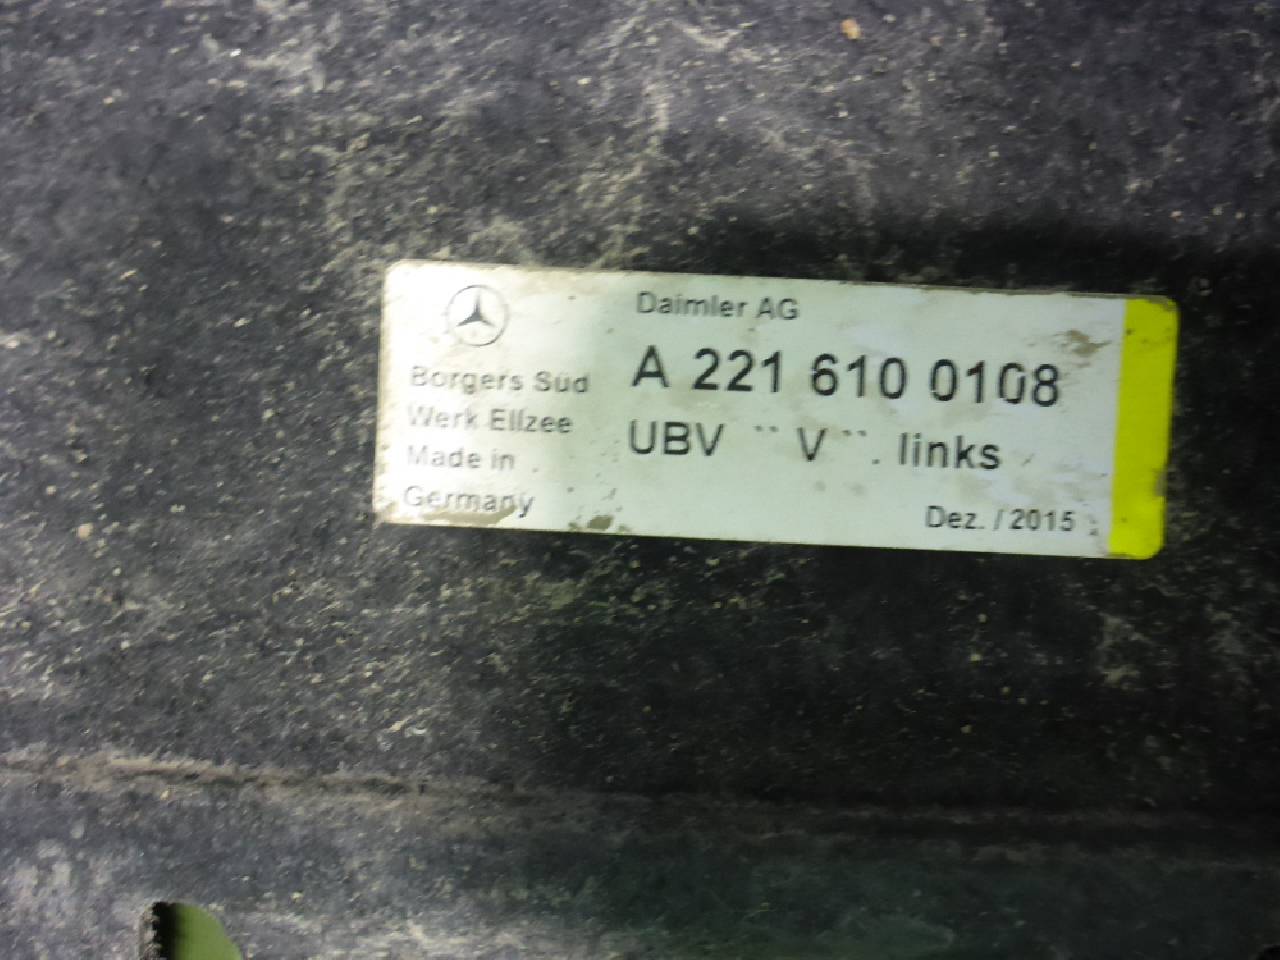 Daimler AG
A 221 610 0108
UBV ¨ V ¨ . links
Dez. / 2015
Borgers Süd
Werk Ellzee
Made in
Germany